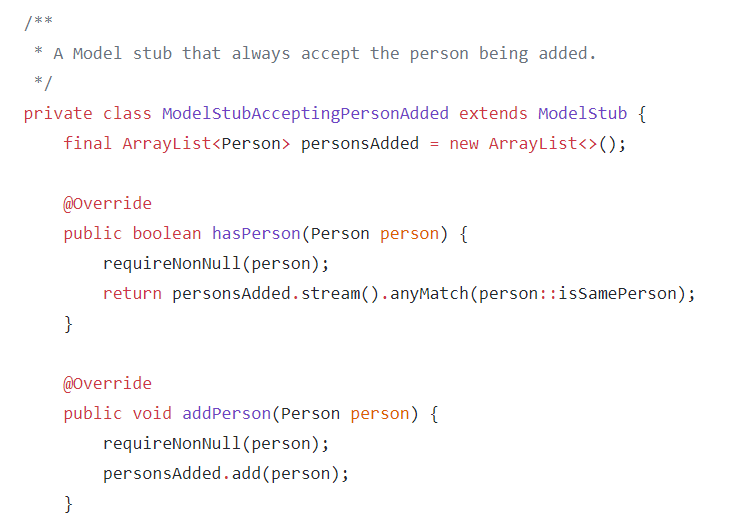 /**
 * A Model stub that always accept the person being added.
 */
private class ModelStubAcceptingPersonAdded extends ModelStub {
    final ArrayList<Person> personsAdded = new ArrayList<>();

    @Override
    public boolean hasPerson(Person person) {
        requireNonNull(person);
        return personsAdded.stream().anyMatch(person::isSamePerson);
    }

    @Override
    public void addPerson(Person person) {
        requireNonNull(person);
        personsAdded.add(person);
    }